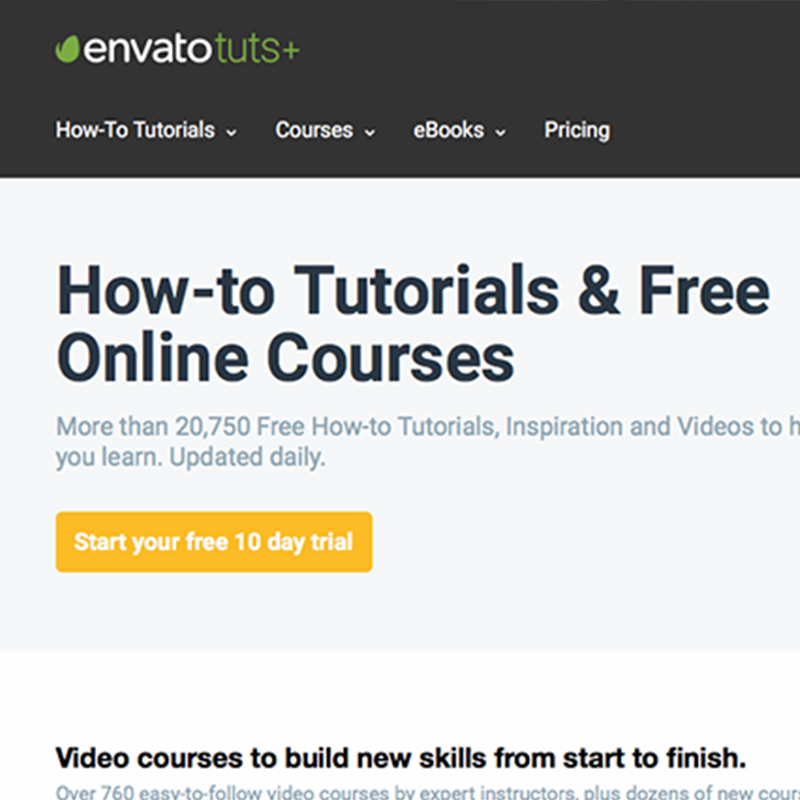 envatotuts+
How-To Tutorials Courses eBooks Pricing
How-to Tutorials & Free
Online Courses
More than 20,750 Free How-to Tutorials, Inspiration and Videos to h
you learn. Updated daily.
Start your free 10 day trial
Video courses to build new skills from start to finish.
Over 760 easy-to-follow video courses by expert instructors, plus dozens of new cour